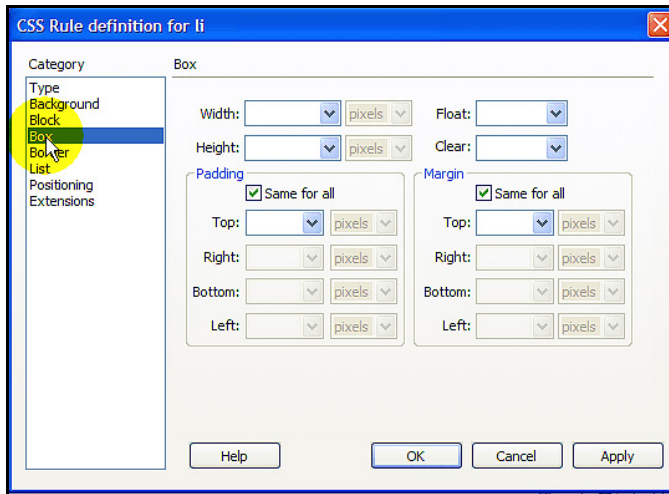 CSS Rule definition for li
Category
Box
Type
Background
Block
Box
Border
List
Positioning
Extensions
Width: pixels Float:
Height: pixels Clear:
Padding Margin
Same for all Same for all
Top: pixels Top: pixels
Right: pixels Right: pixels
Bottom: pixels Bottom: pixels
Left: pixels Left: pixels
Help OK Cancel Apply